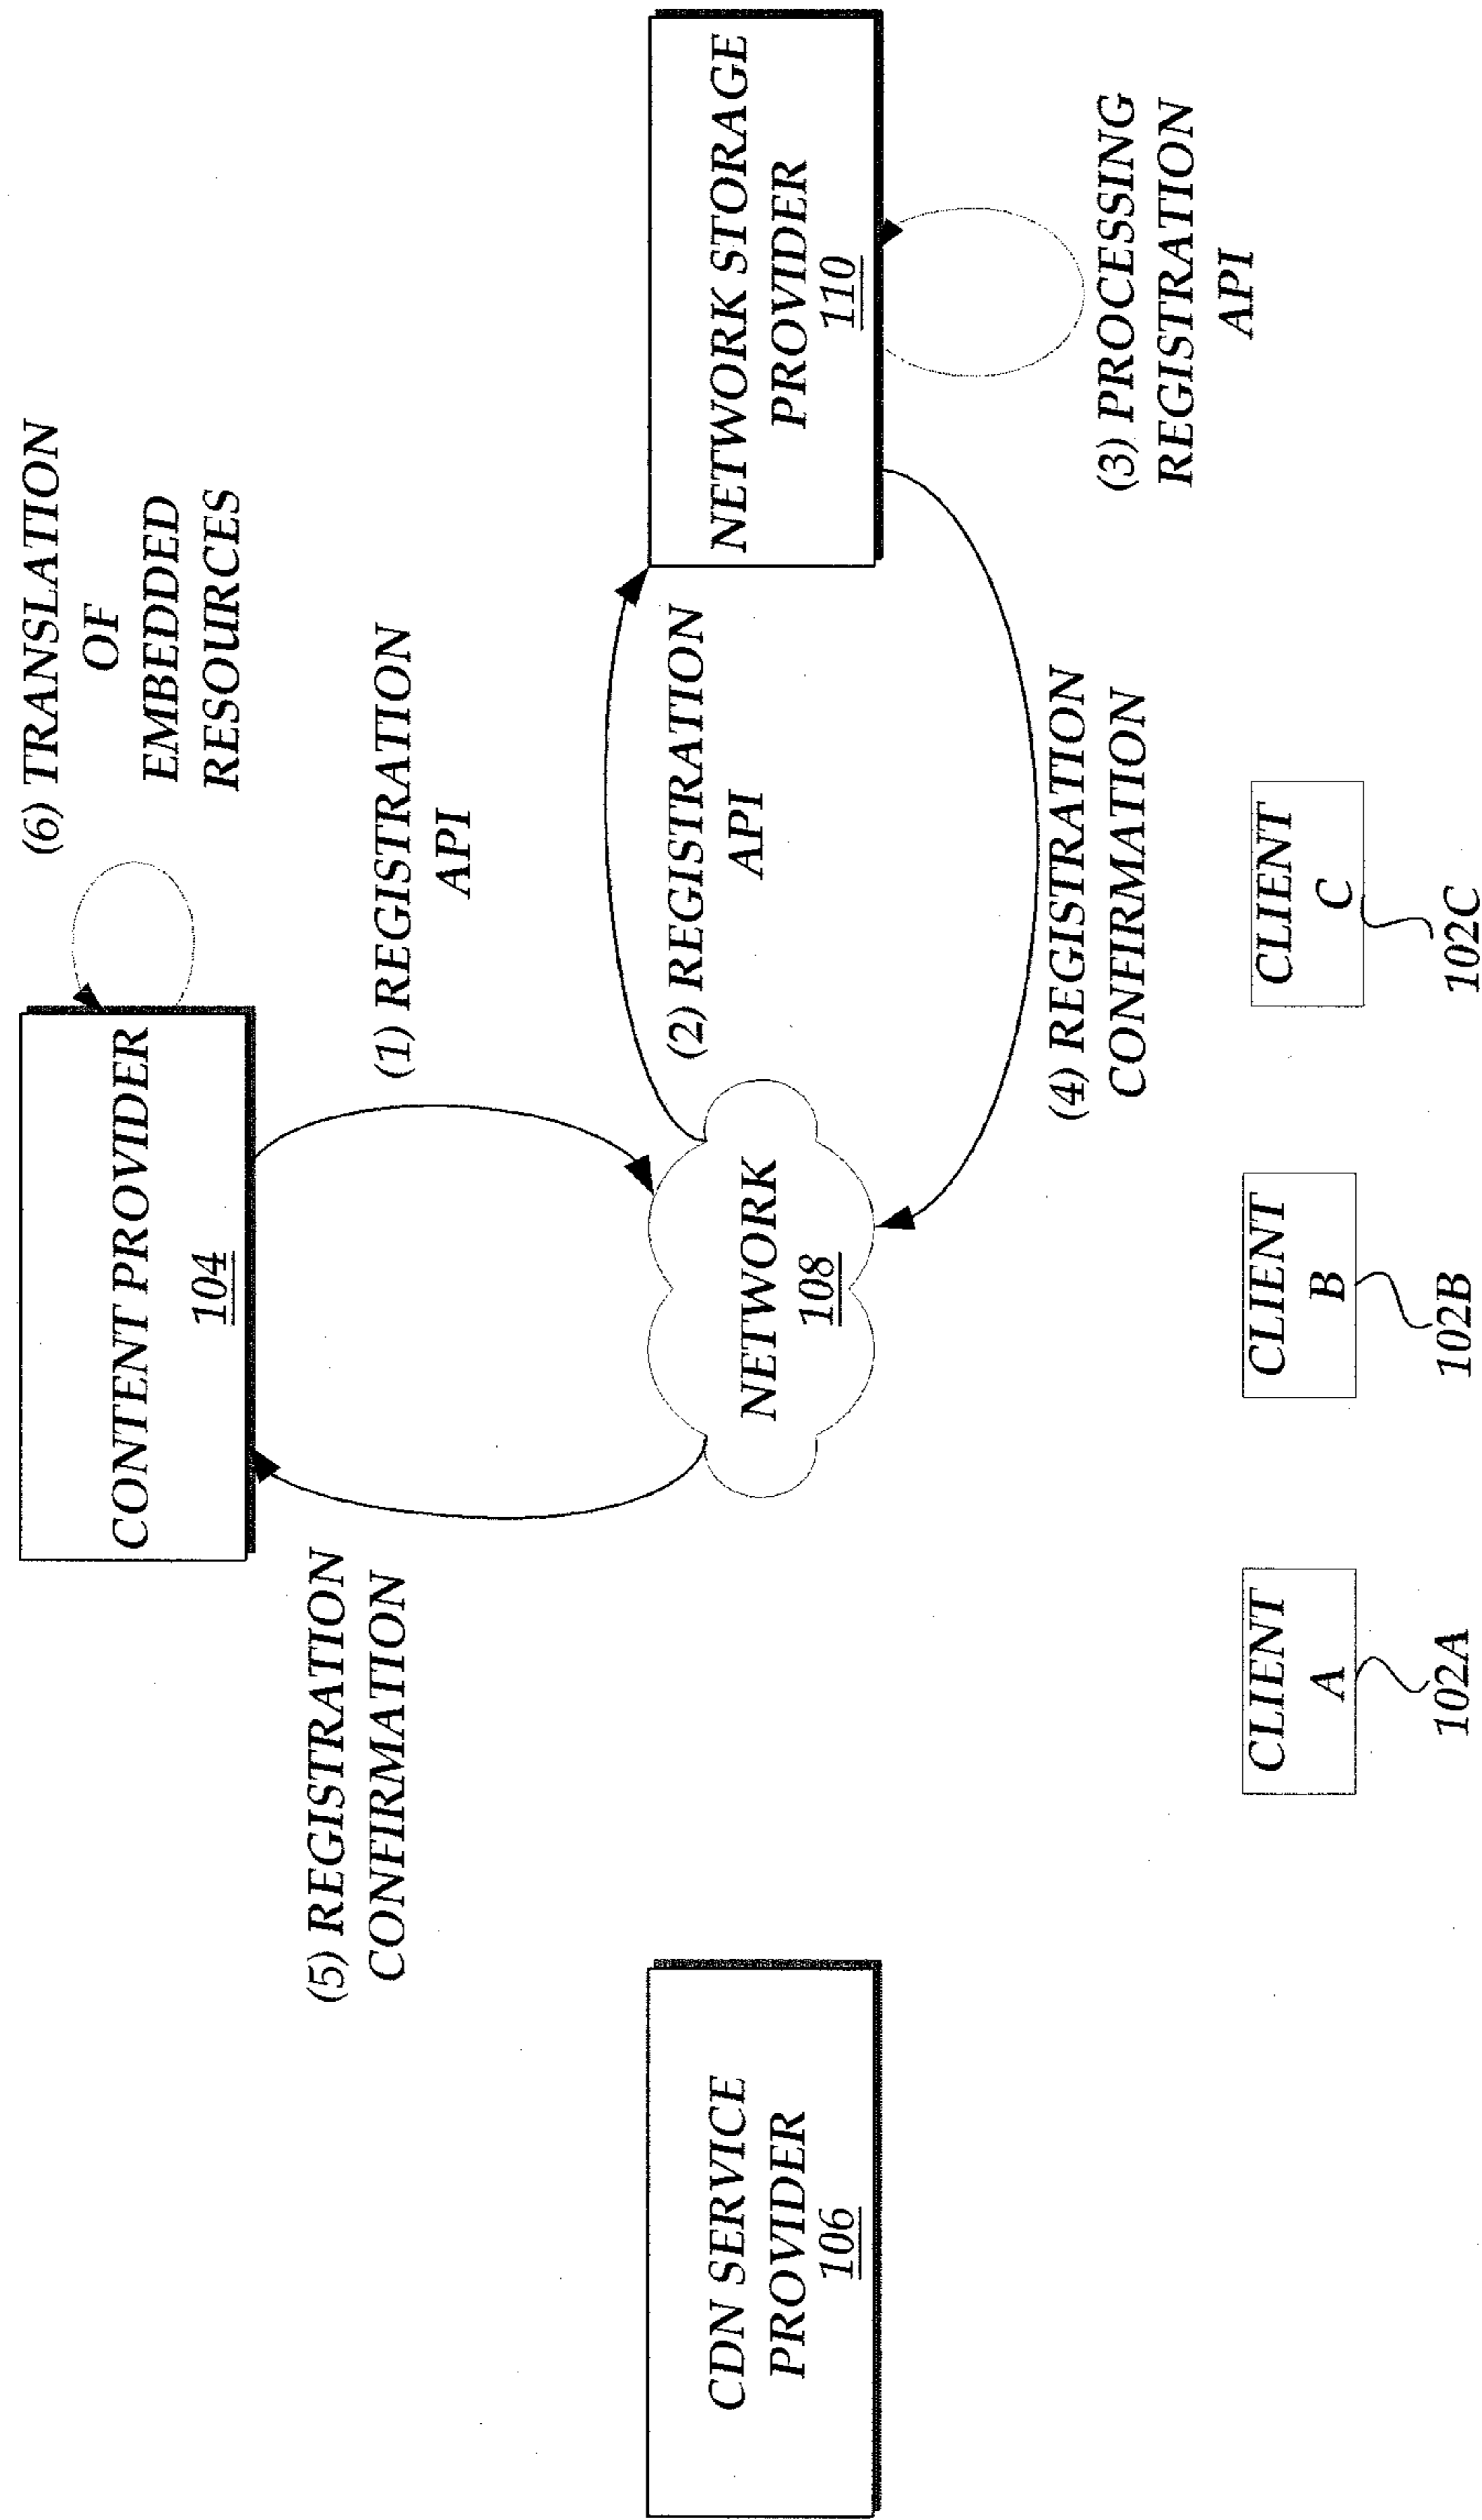 CONTENT PROVIDER
104
(6) TRANSLATION
OF
EMBEDDED
RESOURCES
(5) REGISTRATION
CONFIRMATION
(1) REGISTRATION
API
CDN SERVICE
PROVIDER
106
NETWORK
108
(2) REGISTRATION
API
NETWORK STORAGE
PROVIDER
110
(4) REGISTRATION
CONFIRMATION
(3) PROCESSING
REGISTRATION
API
CLIENT
A
102A
CLIENT
B
102B
CLIENT
C
102C